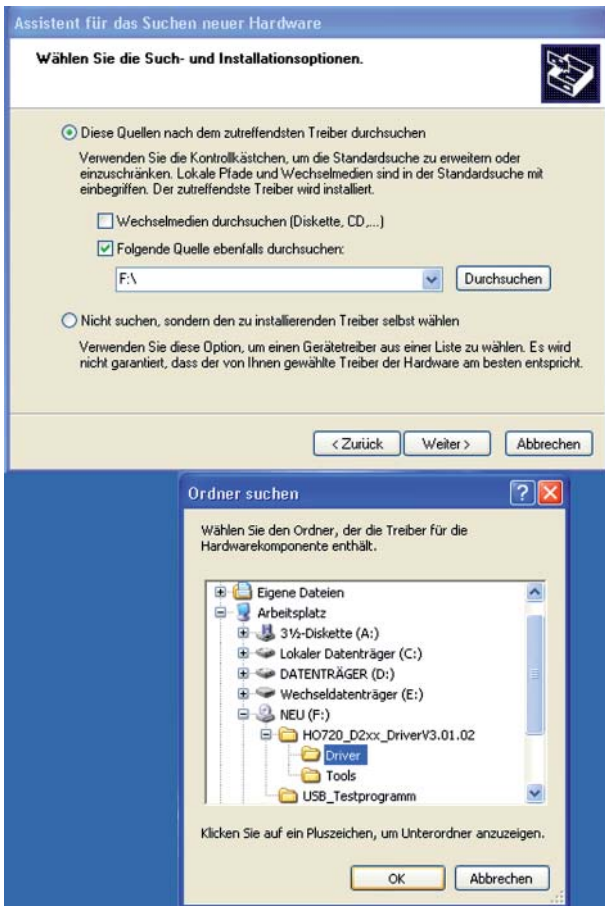 Assistent für das Suchen neuer Hardware
Wählen Sie die Such- und Installationsoptionen.
Diese Quellen nach dem zutreffendsten Treiber durchsuchen
Verwenden Sie die Kontrollkästchen, um die Standardsuche zu erweitern oder
einzuschränken. Lokale Pfade und Wechselmedien sind in der Standardsuche mit
einbegriffen. Der zutreffendste Treiber wird installiert.
Wechselmedien durchsuchen (Diskette, CD,...)
Folgende Quelle ebenfalls durchsuchen:
F:\
Durchsuchen
Nicht suchen, sondern den zu installierenden Treiber selbst wählen
Verwenden Sie diese Option, um einen Gerätetreiber aus einer Liste zu wählen. Es wird
nicht garantiert, dass der von Ihnen gewählte Treiber der Hardware am besten entspricht.
< Zurück Weiter > Abbrechen
Ordner suchen
Wählen Sie den Ordner, der die Treiber für die
Hardwarekomponente enthält.
Eigene Dateien
Arbeitsplatz
3½-Diskette (A:)
Lokaler Datenträger (C:)
DATENTRÄGER (D:)
Wechseldatenträger (E:)
NEU (F:)
HO720_D2xx_DriverV3.01.02
Driver
Tools
USB_Testprogramm
Klicken Sie auf ein Pluszeichen, um Unterordner anzuzeigen.
OK Abbrechen